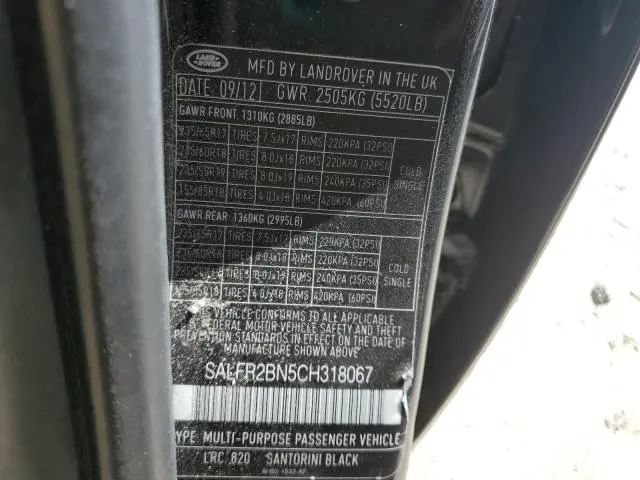 LAND ROVER
MFD BY LANDROVER IN THE UK
DATE: 09/12 GWR: 2505KG (5520LB)
GAWR FRONT: 1310KG (2885LB)
235/65R17 TIRES 7.5Jx17 RIMS 220KPA (32PSI)
235/60R18 TIRES 8.0Jx18 RIMS 220KPA (32PSI)
235/55R19 TIRES 8.0Jx19 RIMS 240KPA (35PSI)
155/85R18 TIRES 4.0Jx18 RIMS 420KPA (60PSI)
COLD SINGLE
GAWR REAR: 1360KG (2995LB)
235/65R17 TIRES 7.5Jx17 RIMS 220KPA (32PSI)
TIRES 8.0Jx18 RIMS 220KPA (32PSI)
TIRES 8.0Jx19 RIMS 240KPA (35PSI)
TIRES 4.0Jx18 RIMS 420KPA (60PSI)
COLD SINGLE
VEHICLE CONFORMS TO ALL APPLICABLE
FEDERAL MOTOR VEHICLE SAFETY AND THEFT
PREVENTION STANDARDS IN EFFECT ON THE DATE OF
MANUFACTURE SHOWN ABOVE
SALFR2BN5CH318067
TYPE: MULTI-PURPOSE PASSENGER VEHICLE
LRC 820 SANTORINI BLACK